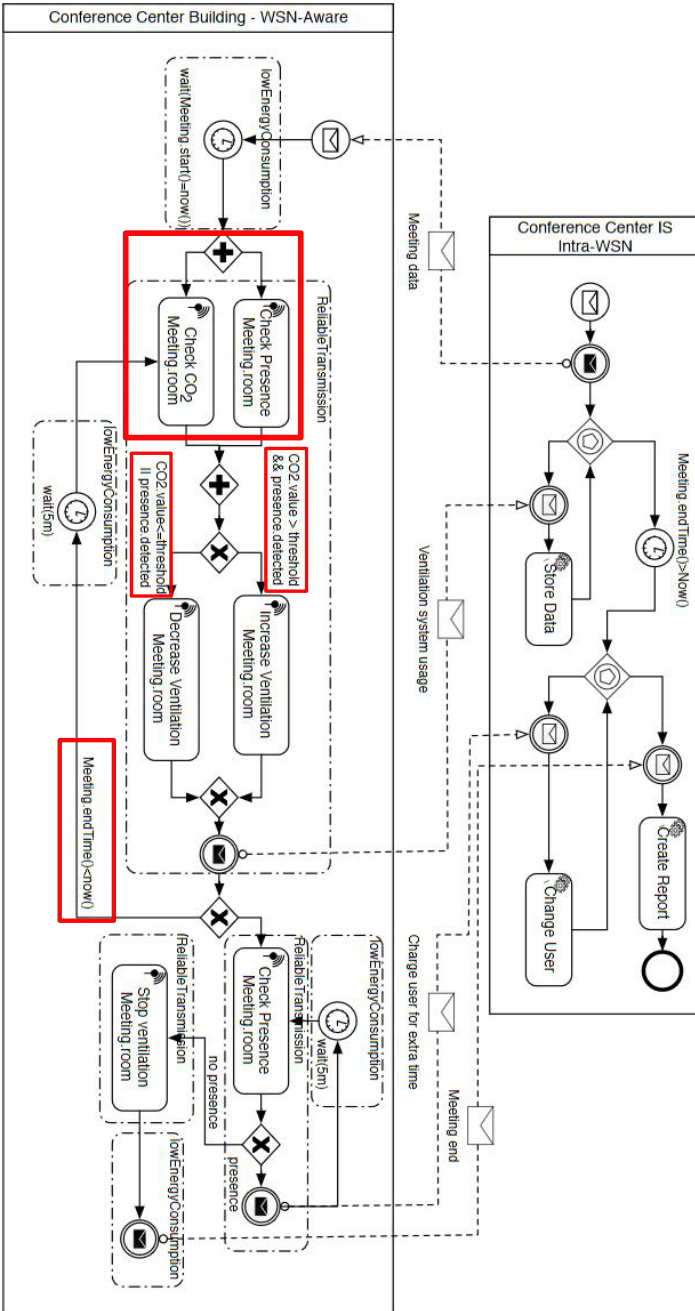 Conference Center Building - WSN-Aware
lowEnergyConsumption
wait(Meeting.start()=now())
Meeting data
Conference Center IS
Intra-WSN
ReliableTransmission
Check Presence
Meeting.room
Check CO2
Meeting.room
lowEnergyConsumption
wait(5m)
CO2.value > threshold
&& presence.detected
CO2.value<=threshold
|| presence.detected
Increase Ventilation
Meeting.room
Decrease Ventilation
Meeting.room
Ventilation system usage
Meeting.endTime()>Now()
Store Data
Meeting.endTime()<now()
Create Report
Change User
Charge user for extra time
Meeting end
lowEnergyConsumption
wait(5m)
ReliableTransmission
Check Presence
Meeting.room
ReliableTransmission
Stop ventilation
Meeting.room
no presence
presence
lowEnergyConsumption